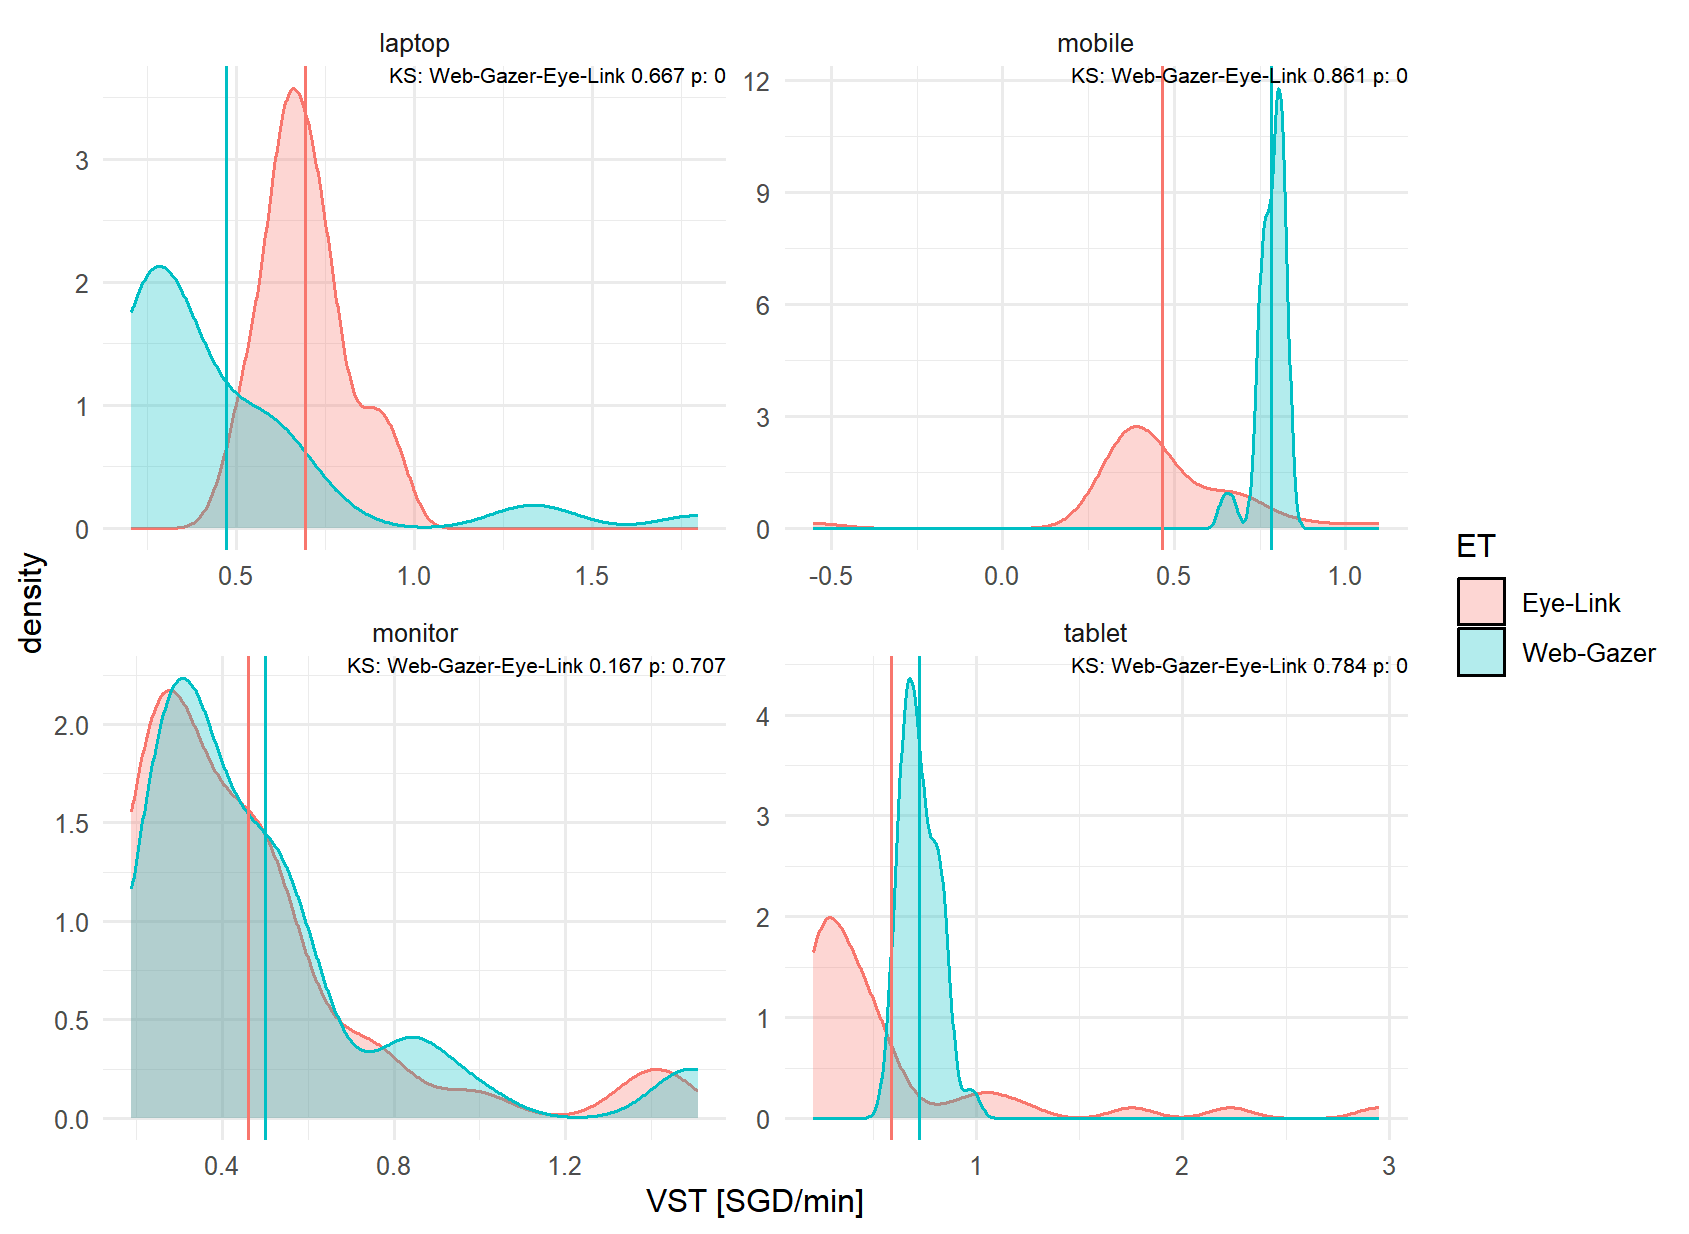 laptop
KS: Web-Gazer-Eye-Link 0.667 p: 0
3
2
1
0
0.5 1.0 1.5
mobile
KS: Web-Gazer-Eye-Link 0.861 p: 0
12
9
6
3
0
-0.5 0.0 0.5 1.0
monitor
KS: Web-Gazer-Eye-Link 0.167 p: 0.707
2.0
1.5
1.0
0.5
0.0
0.4 0.8 1.2
tablet
KS: Web-Gazer-Eye-Link 0.784 p: 0
4
3
2
1
0
1 2 3
density
VST [SGD/min]
ET
Eye-Link
Web-Gazer